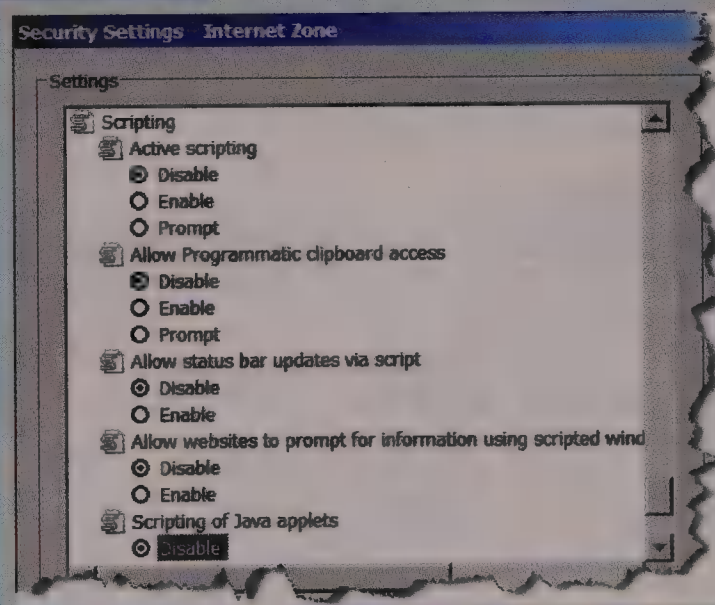 Security Settings Internet Zone
Settings
Scripting
Active scripting
Disable
Enable
Prompt
Allow Programmatic clipboard access
Disable
Enable
Prompt
Allow status bar updates via script
Disable
Enable
Allow websites to prompt for information using scripted wind
Disable
Enable
Scripting of Java applets
Disable